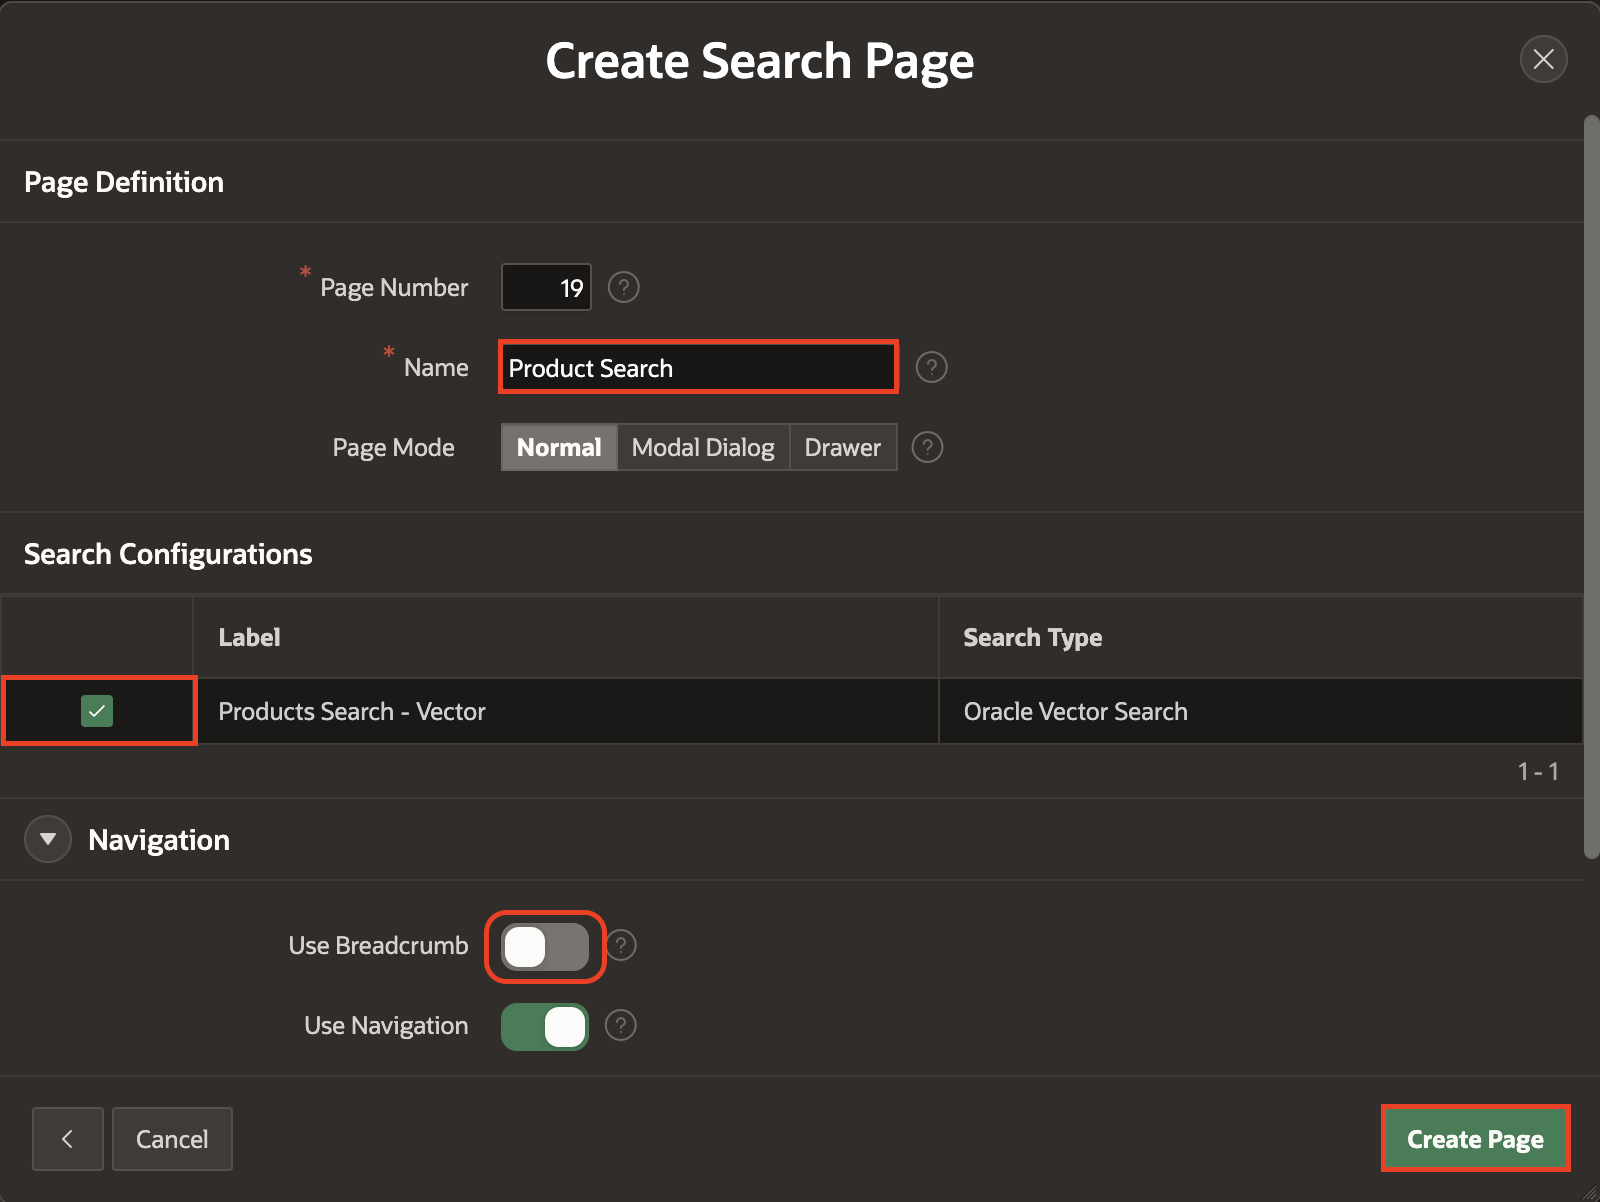 Create Search Page
Page Definition
* Page Number 19 ?
* Name Product Search ?
Page Mode Normal Modal Dialog Drawer ?
Search Configurations
Label Search Type
Products Search - Vector Oracle Vector Search
1 - 1
Navigation
Use Breadcrumb ?
Use Navigation ?
Cancel Create Page